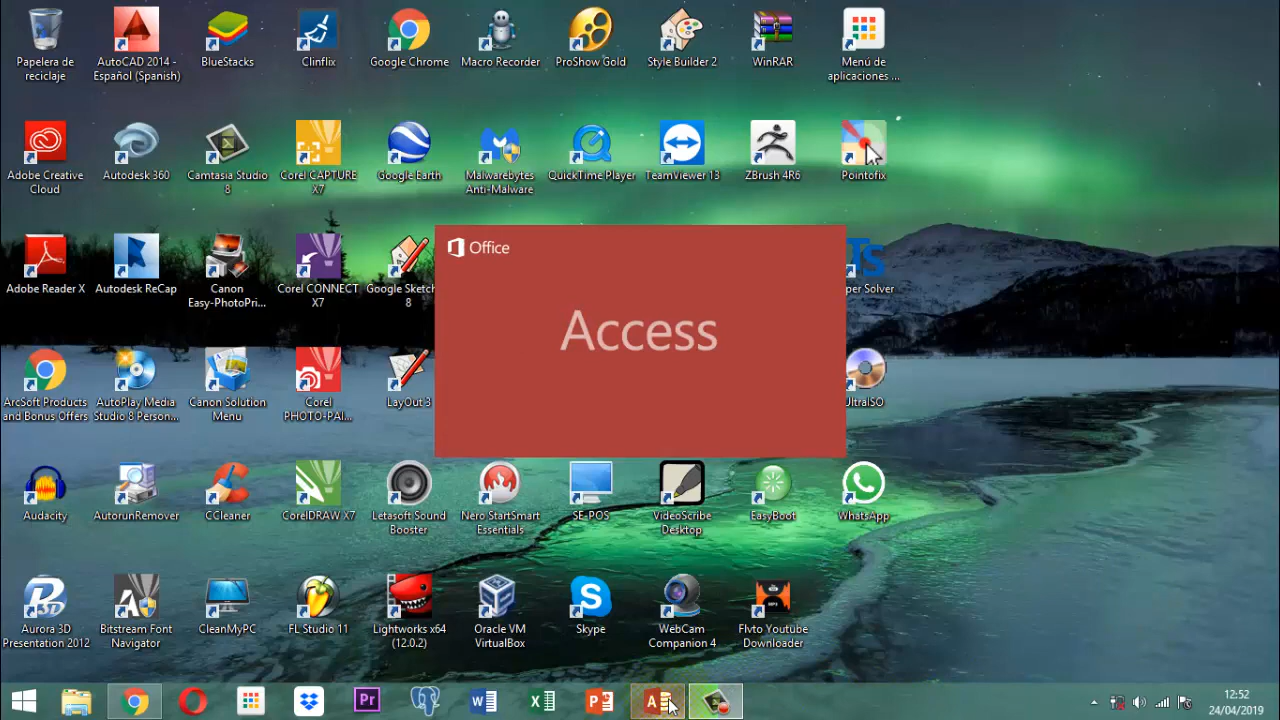 Papelera de
reciclaje
AutoCAD 2014 -
Español (Spanish)
BlueStacks
Clinflix
Google Chrome
Macro Recorder
ProShow Gold
Style Builder 2
WinRAR
Menú de
aplicaciones ...
Adobe Creative
Cloud
Autodesk 360
Camtasia Studio
8
Corel CAPTURE
X7
Google Earth
Malwarebytes
Anti-Malware
QuickTime Player
TeamViewer 13
ZBrush 4R6
Pointofix
Office
Access
Adobe Reader X
Autodesk ReCap
Canon
Easy-PhotoPri...
Corel CONNECT
X7
Google Sketch
8
Ts
per Solver
ArcSoft Products
and Bonus Offers
AutoPlay Media
Studio 8 Person...
Canon Solution
Menu
Corel
PHOTO-PAI...
LayOut 3
UltraISO
Audacity
AutorunRemover
CCleaner
CorelDRAW X7
Letasoft Sound
Booster
Nero StartSmart
Essentials
SE-POS
VideoScribe
Desktop
EasyBoot
WhatsApp
Aurora 3D
Presentation 2012
Bitstream Font
Navigator
CleanMyPC
FL Studio 11
Lightworks x64
(12.0.2)
Oracle VM
VirtualBox
Skype
WebCam
Companion 4
Flvto Youtube
Downloader
Pr
12:52
24/04/2019